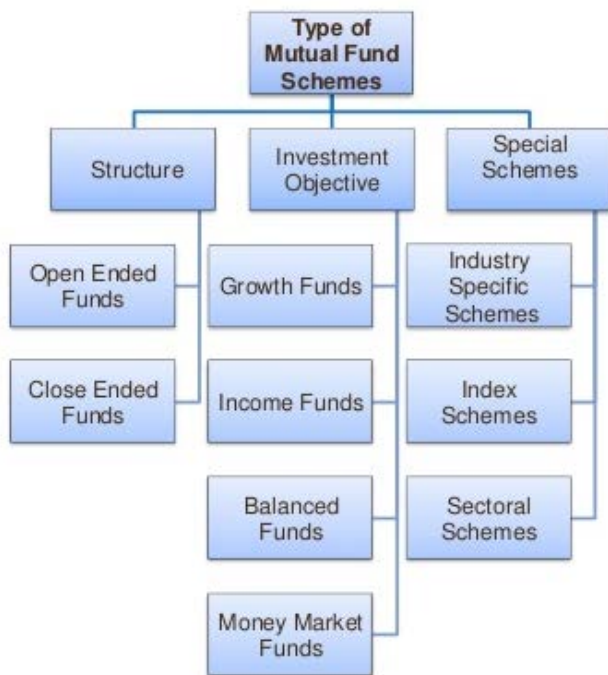 Type of
Mutual Fund
Schemes
Structure
Investment
Objective
Special
Schemes
Open Ended
Funds
Close Ended
Funds
Growth Funds
Income Funds
Balanced
Funds
Money Market
Funds
Industry
Specific
Schemes
Index
Schemes
Sectoral
Schemes